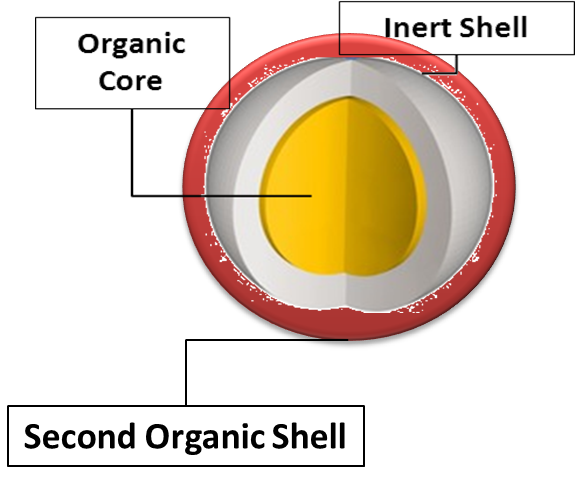 Organic
Core
Inert Shell
Second Organic Shell